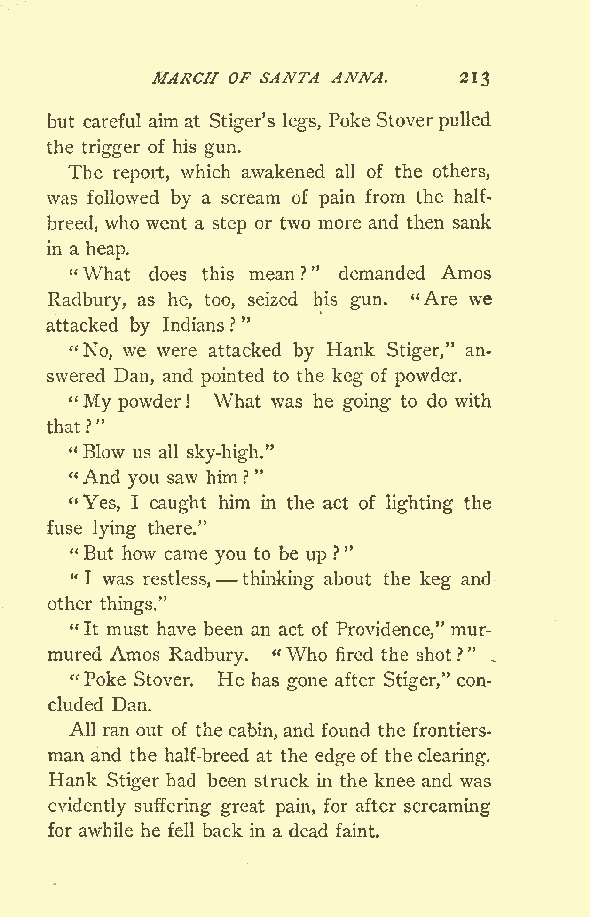 MARCH OF SANTA ANNA. 213
but careful aim at Stiger's legs, Poke Stover pulled
the trigger of his gun.
The report, which awakened all of the others,
was followed by a scream of pain from the half-
breed, who went a step or two more and then sank
in a heap.
"What does this mean?" demanded Amos
Radbury, as he, too, seized his gun. "Are we
attacked by Indians?"
"No, we were attacked by Hank Stiger," an-
swered Dan, and pointed to the keg of powder.
"My powder! What was he going to do with
that?"
"Blow us all sky-high."
"And you saw him?"
"Yes, I caught him in the act of lighting the
fuse lying there."
"But how came you to be up?"
"I was restless, — thinking about the keg and
other things."
"It must have been an act of Providence," mur-
mured Amos Radbury. "Who fired the shot?"
"Poke Stover. He has gone after Stiger," con-
cluded Dan.
All ran out of the cabin, and found the frontiers-
man and the half-breed at the edge of the clearing.
Hank Stiger had been struck in the knee and was
evidently suffering great pain, for after screaming
for awhile he fell back in a dead faint.